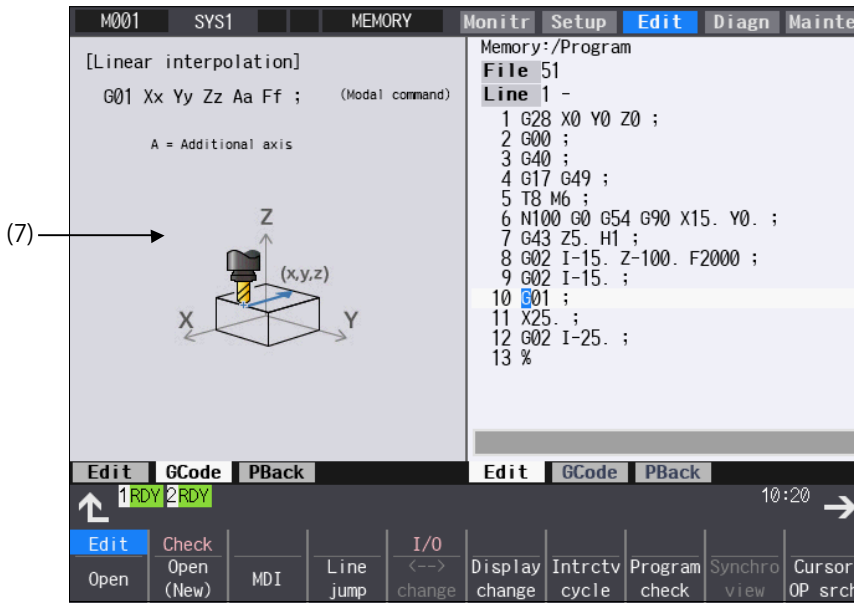 M001 SYS1 MEMORY Monitr Setup Edit Diagn Mainte
[Linear interpolation]
G01 Xx Yy Zz Aa Ff ; (Modal command)
A = Additional axis
(7)
Z
(x,y,z)
X Y
Memory:/Program
File 51
Line 1 -
1 G28 X0 Y0 Z0 ;
2 G00 ;
3 G40 ;
4 G17 G49 ;
5 T8 M6 ;
6 N100 G0 G54 G90 X15. Y0. ;
7 G43 Z5. H1 ;
8 G02 I-15. Z-100. F2000 ;
9 G02 I-15. ;
10 G01 ;
11 X25. ;
12 G02 I-25. ;
13 %
Edit GCode PBack Edit GCode PBack
1 RDY 2 RDY 10:20
Edit Check I/O
Open Open (New) MDI Line jump <--> change Display change Intrctv cycle Program check Synchro view Cursor OP srch